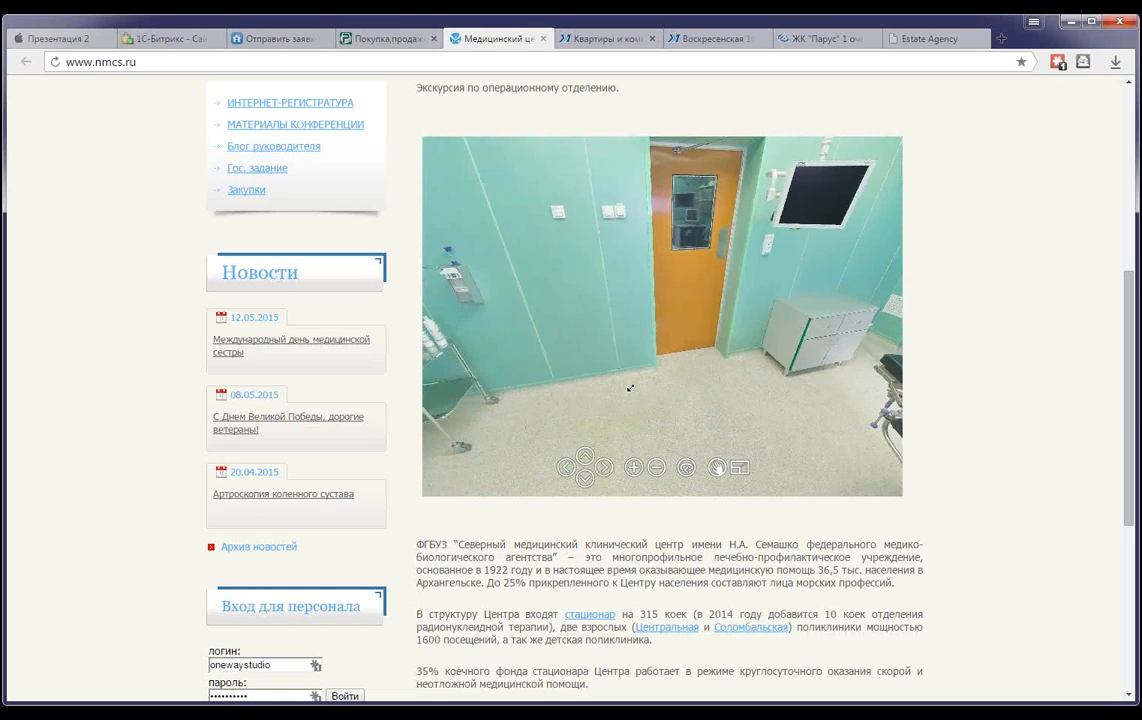 Презентация 2
1С-Битрикс - Сай
Отправить заявк
Покупка,продаж
Медицинский це
Квартиры и ком
Воскресенская 1
ЖК "Парус" 1 оче
Estate Agency
www.nmcs.ru
ИНТЕРНЕТ-РЕГИСТРАТУРА
МАТЕРИАЛЫ КОНФЕРЕНЦИИ
Блог руководителя
Гос. задание
Закупки
Новости
12.05.2015
Международный день медицинской
сестры
08.05.2015
С Днем Великой Победы, дорогие
ветераны!
20.04.2015
Артроскопия коленного сустава
Архив новостей
Вход для персонала
логин:
onewaystudio
пароль:
••••••••••
Войти
Экскурсия по операционному отделению.
ФГБУЗ "Северный медицинский клинический центр имени Н.А. Семашко федерального медико-
биологического агентства" – это многопрофильное лечебно-профилактическое учреждение,
основанное в 1922 году и в настоящее время оказывающее медицинскую помощь 36,5 тыс. населения в
Архангельске. До 25% прикрепленного к Центру населения составляют лица морских профессий.
В структуру Центра входят стационар на 315 коек (в 2014 году добавится 10 коек отделения
радионуклеидной терапии), две взрослых (Центральная и Соломбальская) поликлиники мощностью
1600 посещений, а так же детская поликлиника.
35% коечного фонда стационара Центра работает в режиме круглосуточного оказания скорой и
неотложной медицинской помощи.